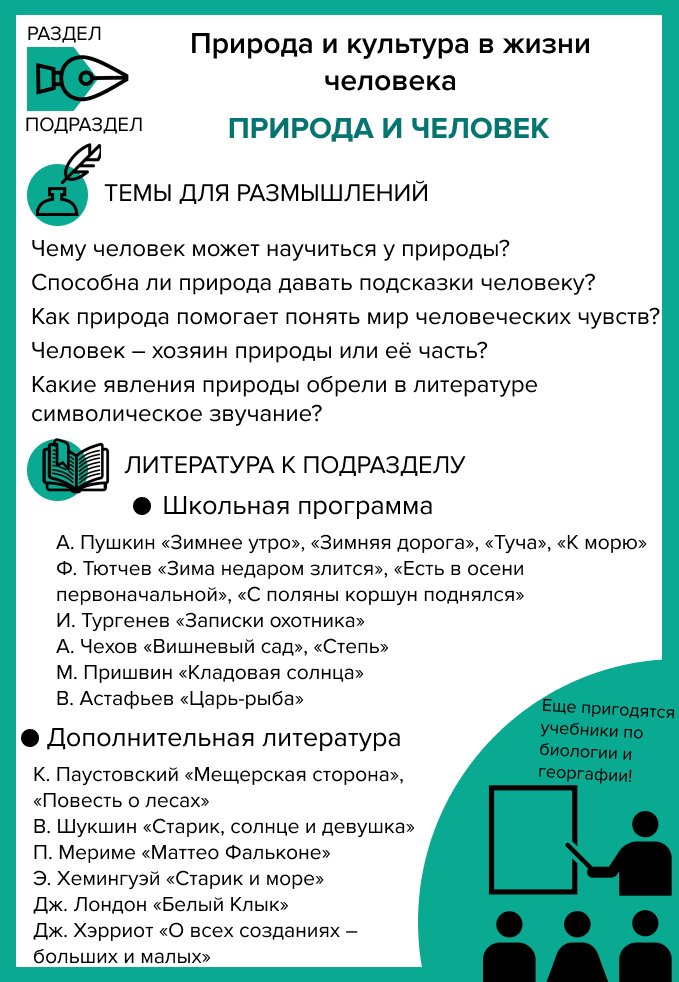 РАЗДЕЛ
Природа и культура в жизни
человека
ПОДРАЗДЕЛ
ПРИРОДА И ЧЕЛОВЕК
ТЕМЫ ДЛЯ РАЗМЫШЛЕНИЙ
Чему человек может научиться у природы?
Способна ли природа давать подсказки человеку?
Как природа помогает понять мир человеческих чувств?
Человек – хозяин природы или её часть?
Какие явления природы обрели в литературе
символическое звучание?
ЛИТЕРАТУРА К ПОДРАЗДЕЛУ
● Школьная программа
А. Пушкин «Зимнее утро», «Зимняя дорога», «Туча», «К морю»
Ф. Тютчев «Зима недаром злится», «Есть в осени
первоначальной», «С поляны коршун поднялся»
И. Тургенев «Записки охотника»
А. Чехов «Вишневый сад», «Степь»
М. Пришвин «Кладовая солнца»
В. Астафьев «Царь-рыба»
● Дополнительная литература
К. Паустовский «Мещерская сторона»,
«Повесть о лесах»
В. Шукшин «Старик, солнце и девушка»
П. Мериме «Маттео Фальконе»
Э. Хемингуэй «Старик и море»
Дж. Лондон «Белый Клык»
Дж. Хэрриот «О всех созданиях –
больших и малых»
Еще пригодятся
учебники по
биологии и
георгафии!